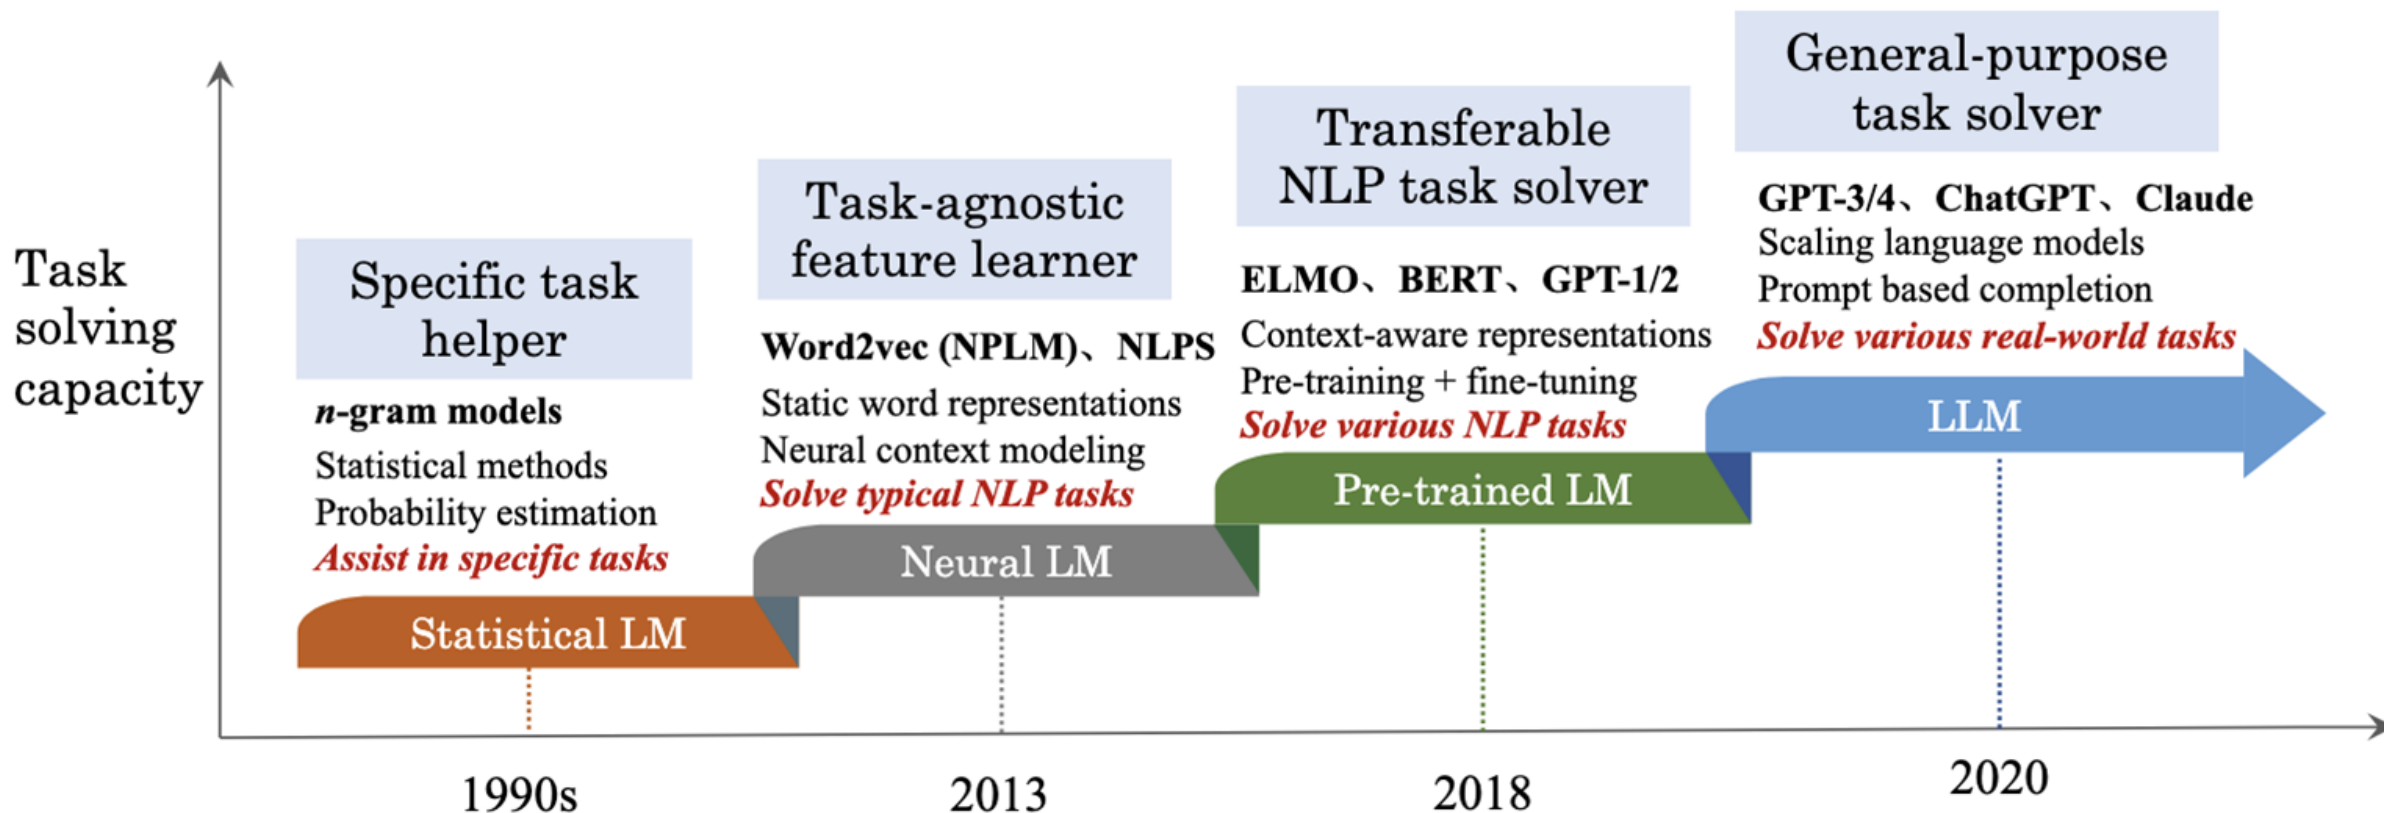 Task
solving
capacity
Specific task
helper
n-gram models
Statistical methods
Probability estimation
Assist in specific tasks
Statistical LM
1990s
Task-agnostic
feature learner
Word2vec (NPLM)、NLPS
Static word representations
Neural context modeling
Solve typical NLP tasks
Neural LM
2013
Transferable
NLP task solver
ELMO、BERT、GPT-1/2
Context-aware representations
Pre-training + fine-tuning
Solve various NLP tasks
Pre-trained LM
2018
General-purpose
task solver
GPT-3/4、ChatGPT、Claude
Scaling language models
Prompt based completion
Solve various real-world tasks
LLM
2020